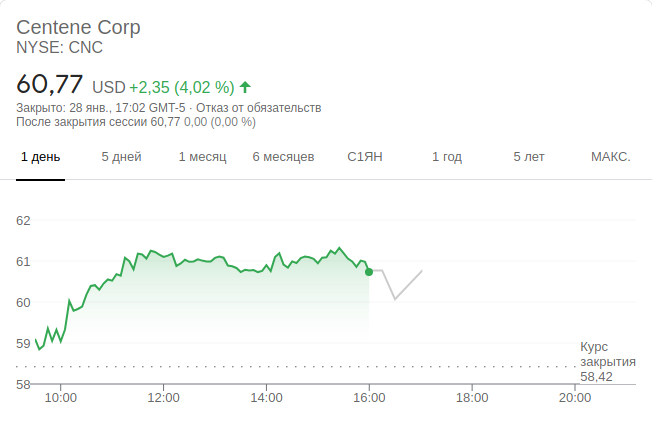 Centene Corp
NYSE: CNC
60,77 USD +2,35 (4,02 %)
Закрыто: 28 янв., 17:02 GMT-5 · Отказ от обязательств
После закрытия сессии 60,77 0,00 (0,00 %)
1 день 5 дней 1 месяц 6 месяцев С1ЯН 1 год 5 лет МАКС.
62
61
60
59
Курс
закрытия
58,42
58
10:00 12:00 14:00 16:00 18:00 20:00